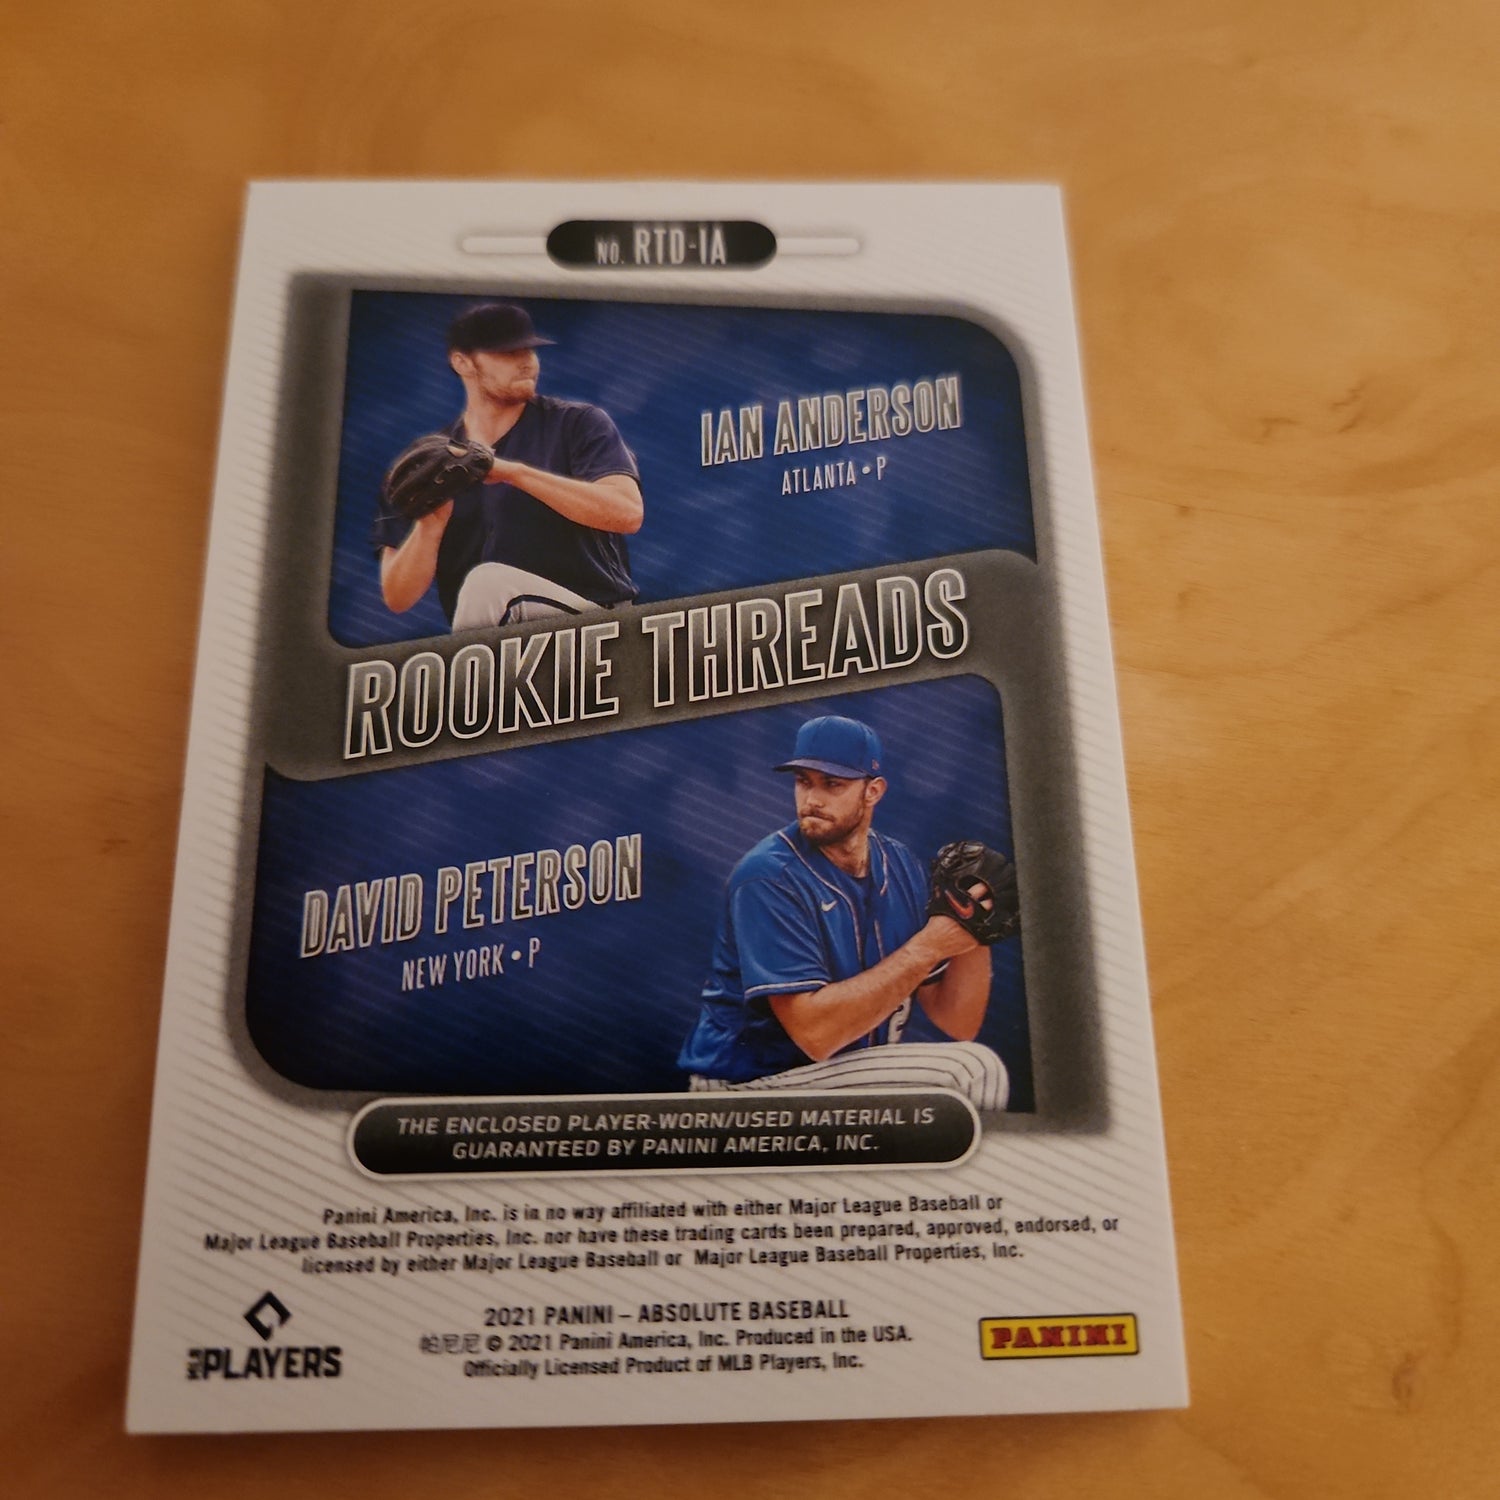 NO. RTD-IA
IAN ANDERSON
ATLANTA • P
ROOKIE THREADS
DAVID PETERSON
NEW YORK • P
2
THE ENCLOSED PLAYER-WORN/USED MATERIAL IS
GUARANTEED BY PANINI AMERICA, INC.
Panini America, Inc. is in no way affiliated with either Major League Baseball or
Major League Baseball Properties, Inc. nor have these trading cards been prepared, approved, endorsed, or
licensed by either Major League Baseball or Major League Baseball Properties, Inc.
MLB PLAYERS
2021 PANINI – ABSOLUTE BASEBALL
帕尼尼 © 2021 Panini America, Inc. Produced in the USA.
Officially Licensed Product of MLB Players, Inc.
PANINI